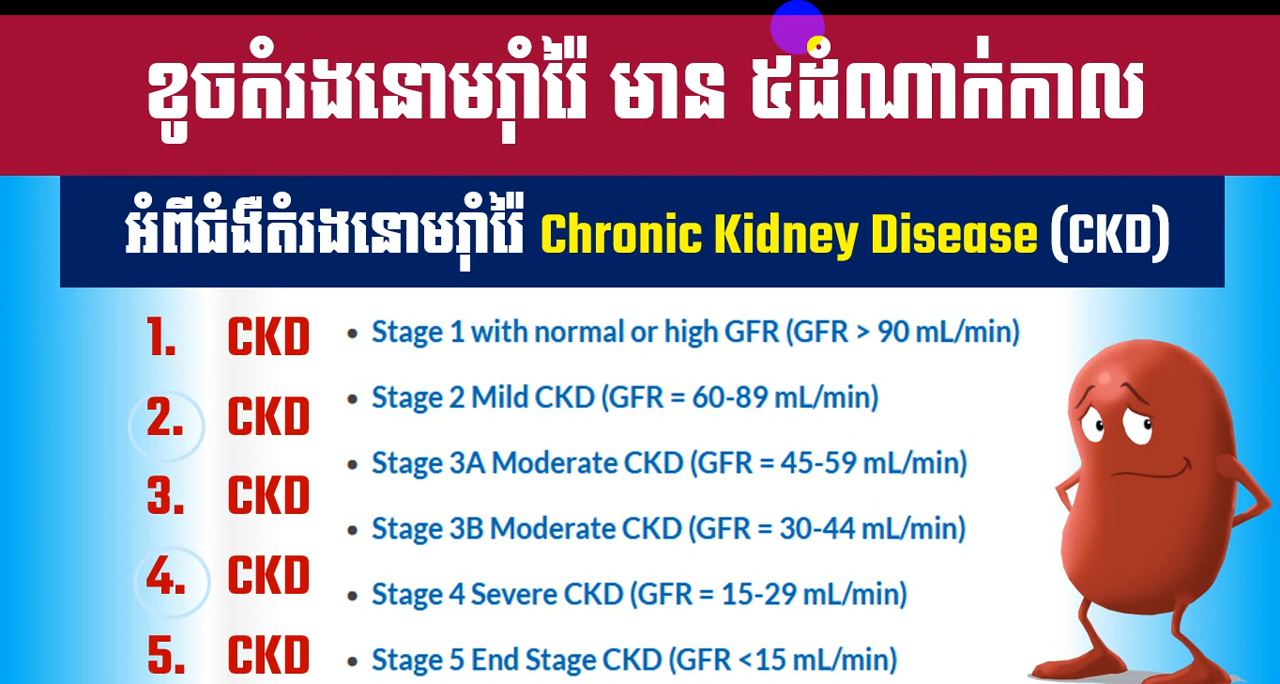 ខូចតំរងនោមរ៉ាំរ៉ៃ មាន ៥ដំណាក់កាល
អំពីជំងឺតំរងនោមរ៉ាំរ៉ៃ Chronic Kidney Disease (CKD)
1. CKD
2. CKD
3. CKD
4. CKD
5. CKD
• Stage 1 with normal or high GFR (GFR > 90 mL/min)
• Stage 2 Mild CKD (GFR = 60-89 mL/min)
• Stage 3A Moderate CKD (GFR = 45-59 mL/min)
• Stage 3B Moderate CKD (GFR = 30-44 mL/min)
• Stage 4 Severe CKD (GFR = 15-29 mL/min)
• Stage 5 End Stage CKD (GFR <15 mL/min)